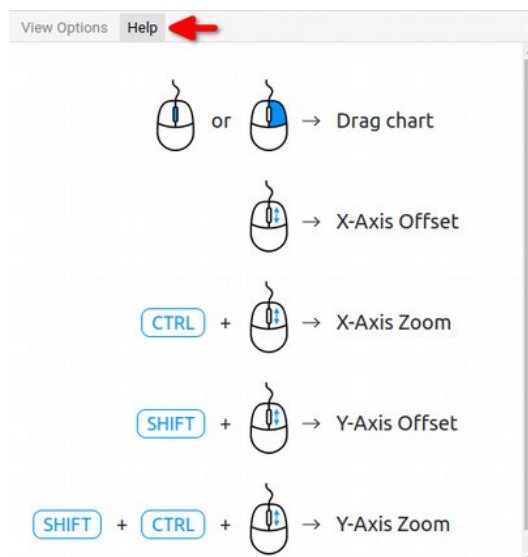 View Options Help
or → Drag chart
→ X-Axis Offset
CTRL + → X-Axis Zoom
SHIFT + → Y-Axis Offset
SHIFT + CTRL + → Y-Axis Zoom